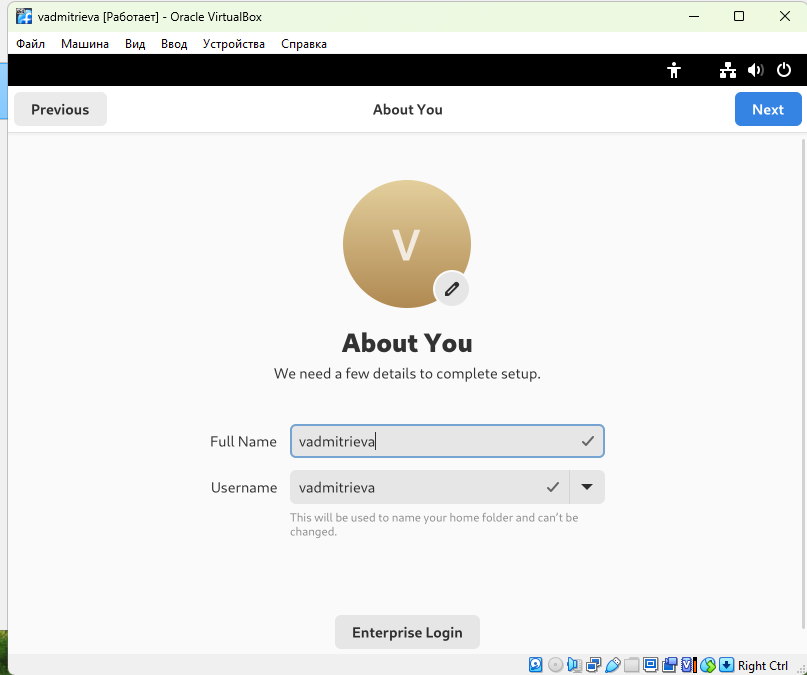 vadmitrieva [Работает] - Oracle VirtualBox
Файл Машина Вид Ввод Устройства Справка
Previous About You Next
V
About You
We need a few details to complete setup.
Full Name vadmitrieva
Username vadmitrieva
This will be used to name your home folder and can't be
changed.
Enterprise Login
Right Ctrl